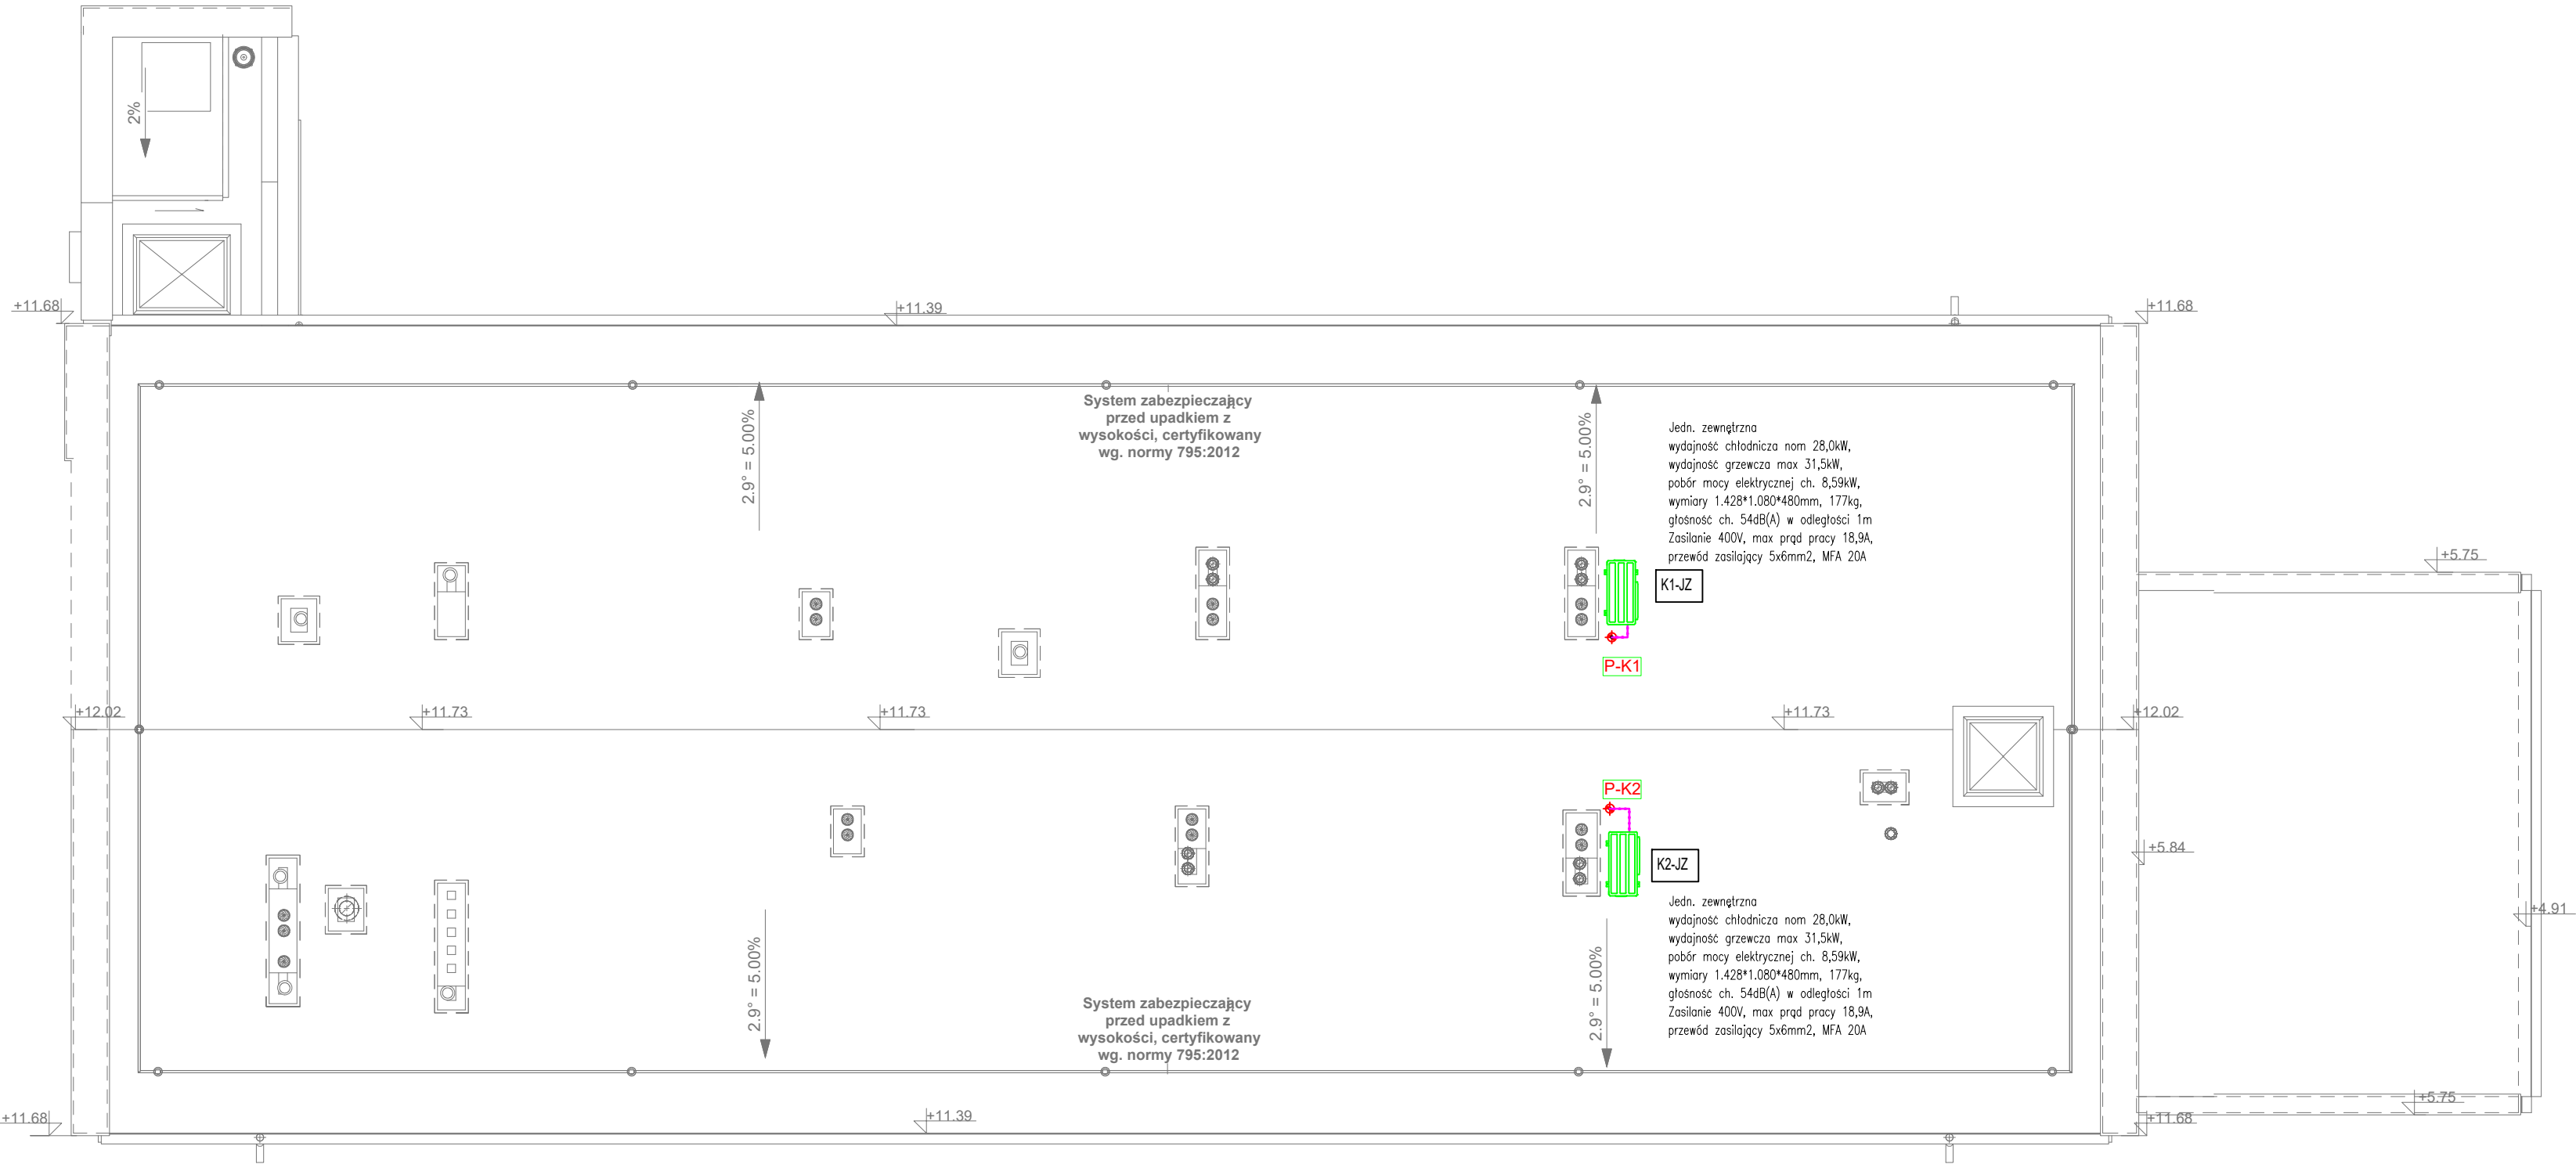 2%
+11.68
+11.39
+11.68
System zabezpieczający
przed upadkiem z
wysokości, certyfikowany
wg. normy 795:2012
2.9° = 5.00%
2.9° = 5.00%
Jedn. zewnętrzna
wydajność chłodnicza nom 28,0kW,
wydajność grzewcza max 31,5kW,
pobór mocy elektrycznej ch. 8,59kW,
wymiary 1.428*1.080*480mm, 177kg,
głośność ch. 54dB(A) w odległości 1m
Zasilanie 400V, max prąd pracy 18,9A,
przewód zasilający 5x6mm2, MFA 20A
K1-JZ
+5.75
P-K1
+12.02
+11.73
+11.73
+11.73
+12.02
P-K2
K2-JZ
+5.84
+4.91
Jedn. zewnętrzna
wydajność chłodnicza nom 28,0kW,
wydajność grzewcza max 31,5kW,
pobór mocy elektrycznej ch. 8,59kW,
wymiary 1.428*1.080*480mm, 177kg,
głośność ch. 54dB(A) w odległości 1m
Zasilanie 400V, max prąd pracy 18,9A,
przewód zasilający 5x6mm2, MFA 20A
2.9° = 5.00%
2.9° = 5.00%
System zabezpieczający
przed upadkiem z
wysokości, certyfikowany
wg. normy 795:2012
+5.75
+11.68
+11.39
+11.68